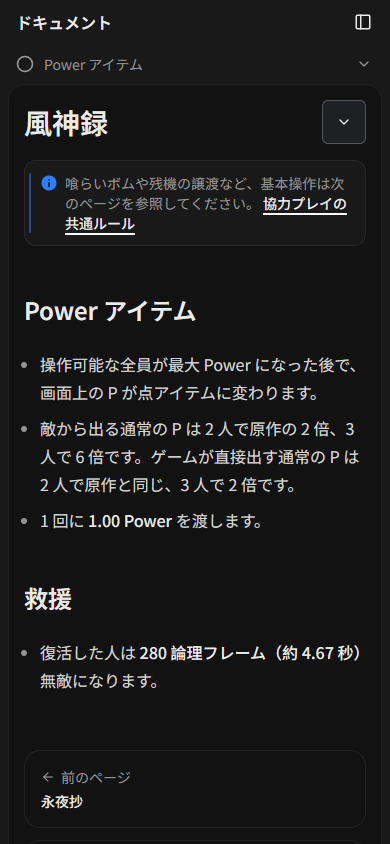 ドキュメント
Power アイテム
風神録
喰らいボムや残機の譲渡など、基本操作は次
のページを参照してください。 協力プレイの
共通ルール
Power アイテム
操作可能な全員が最大 Power になった後で、
画面上の P が点アイテムに変わります。
敵から出る通常の P は 2 人で原作の 2 倍、3
人で 6 倍です。ゲームが直接出す通常の P は
2 人で原作と同じ、3 人で 2 倍です。
1 回に 1.00 Power を渡します。
救援
復活した人は 280 論理フレーム（約 4.67 秒）
無敵になります。
← 前のページ
永夜抄